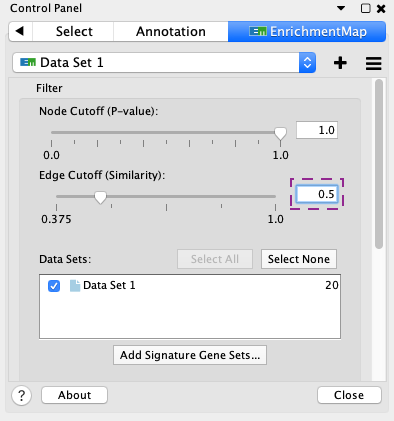 Control Panel
Select Annotation EnrichmentMap
Data Set 1
Filter
Node Cutoff (P-value):
1.0
0.0 1.0
Edge Cutoff (Similarity):
0.5
0.375 1.0
Data Sets: Select All Select None
Data Set 1 20
Add Signature Gene Sets...
? About Close